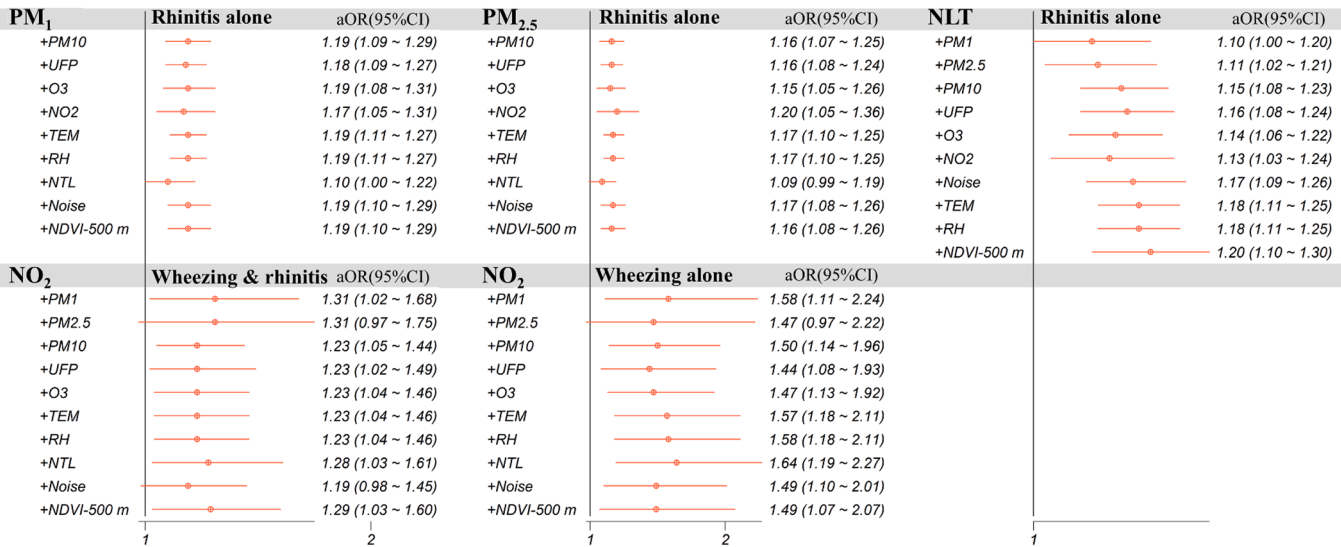 PM1 Rhinitis alone aOR(95%CI)
+PM10 1.19 (1.09 ~ 1.29)
+UFP 1.18 (1.09 ~ 1.27)
+O3 1.19 (1.08 ~ 1.31)
+NO2 1.17 (1.05 ~ 1.31)
+TEM 1.19 (1.11 ~ 1.27)
+RH 1.19 (1.11 ~ 1.27)
+NTL 1.10 (1.00 ~ 1.22)
+Noise 1.19 (1.10 ~ 1.29)
+NDVI-500 m 1.19 (1.10 ~ 1.29)
PM2.5 Rhinitis alone aOR(95%CI)
+PM10 1.16 (1.07 ~ 1.25)
+UFP 1.16 (1.08 ~ 1.24)
+O3 1.15 (1.05 ~ 1.26)
+NO2 1.20 (1.05 ~ 1.36)
+TEM 1.17 (1.10 ~ 1.25)
+RH 1.17 (1.10 ~ 1.25)
+NTL 1.09 (0.99 ~ 1.19)
+Noise 1.17 (1.08 ~ 1.26)
+NDVI-500 m 1.16 (1.08 ~ 1.26)
NLT Rhinitis alone aOR(95%CI)
+PM1 1.10 (1.00 ~ 1.20)
+PM2.5 1.11 (1.02 ~ 1.21)
+PM10 1.15 (1.08 ~ 1.23)
+UFP 1.16 (1.08 ~ 1.24)
+O3 1.14 (1.06 ~ 1.22)
+NO2 1.13 (1.03 ~ 1.24)
+Noise 1.17 (1.09 ~ 1.26)
+TEM 1.18 (1.11 ~ 1.25)
+RH 1.18 (1.11 ~ 1.25)
+NDVI-500 m 1.20 (1.10 ~ 1.30)
NO2 Wheezing & rhinitis aOR(95%CI)
+PM1 1.31 (1.02 ~ 1.68)
+PM2.5 1.31 (0.97 ~ 1.75)
+PM10 1.23 (1.05 ~ 1.44)
+UFP 1.23 (1.02 ~ 1.49)
+O3 1.23 (1.04 ~ 1.46)
+TEM 1.23 (1.04 ~ 1.46)
+RH 1.23 (1.04 ~ 1.46)
+NTL 1.28 (1.03 ~ 1.61)
+Noise 1.19 (0.98 ~ 1.45)
+NDVI-500 m 1.29 (1.03 ~ 1.60)
1 2
NO2 Wheezing alone aOR(95%CI)
+PM1 1.58 (1.11 ~ 2.24)
+PM2.5 1.47 (0.97 ~ 2.22)
+PM10 1.50 (1.14 ~ 1.96)
+UFP 1.44 (1.08 ~ 1.93)
+O3 1.47 (1.13 ~ 1.92)
+TEM 1.57 (1.18 ~ 2.11)
+RH 1.58 (1.18 ~ 2.11)
+NTL 1.64 (1.19 ~ 2.27)
+Noise 1.49 (1.10 ~ 2.01)
+NDVI-500 m 1.49 (1.07 ~ 2.07)
1 2
1